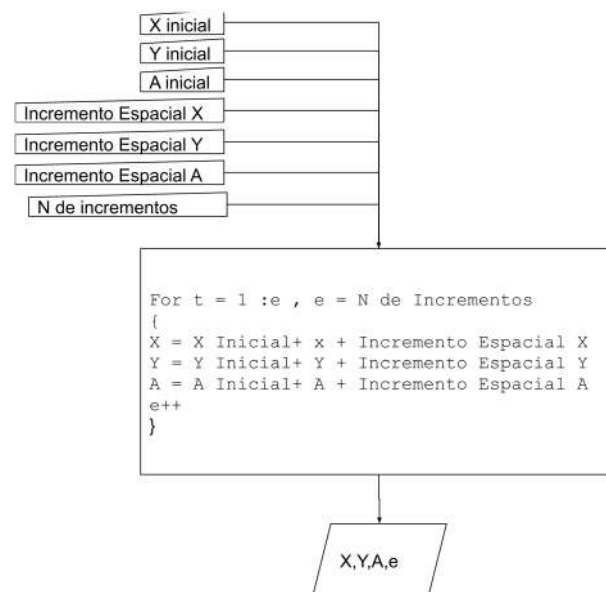 X inicial
Y inicial
A inicial
Incremento Espacial X
Incremento Espacial Y
Incremento Espacial A
N de incrementos
For t = 1 :e , e = N de Incrementos
{
X = X Inicial+ x + Incremento Espacial X
Y = Y Inicial+ Y + Incremento Espacial Y
A = A Inicial+ A + Incremento Espacial A
e++
}
X,Y,A,e